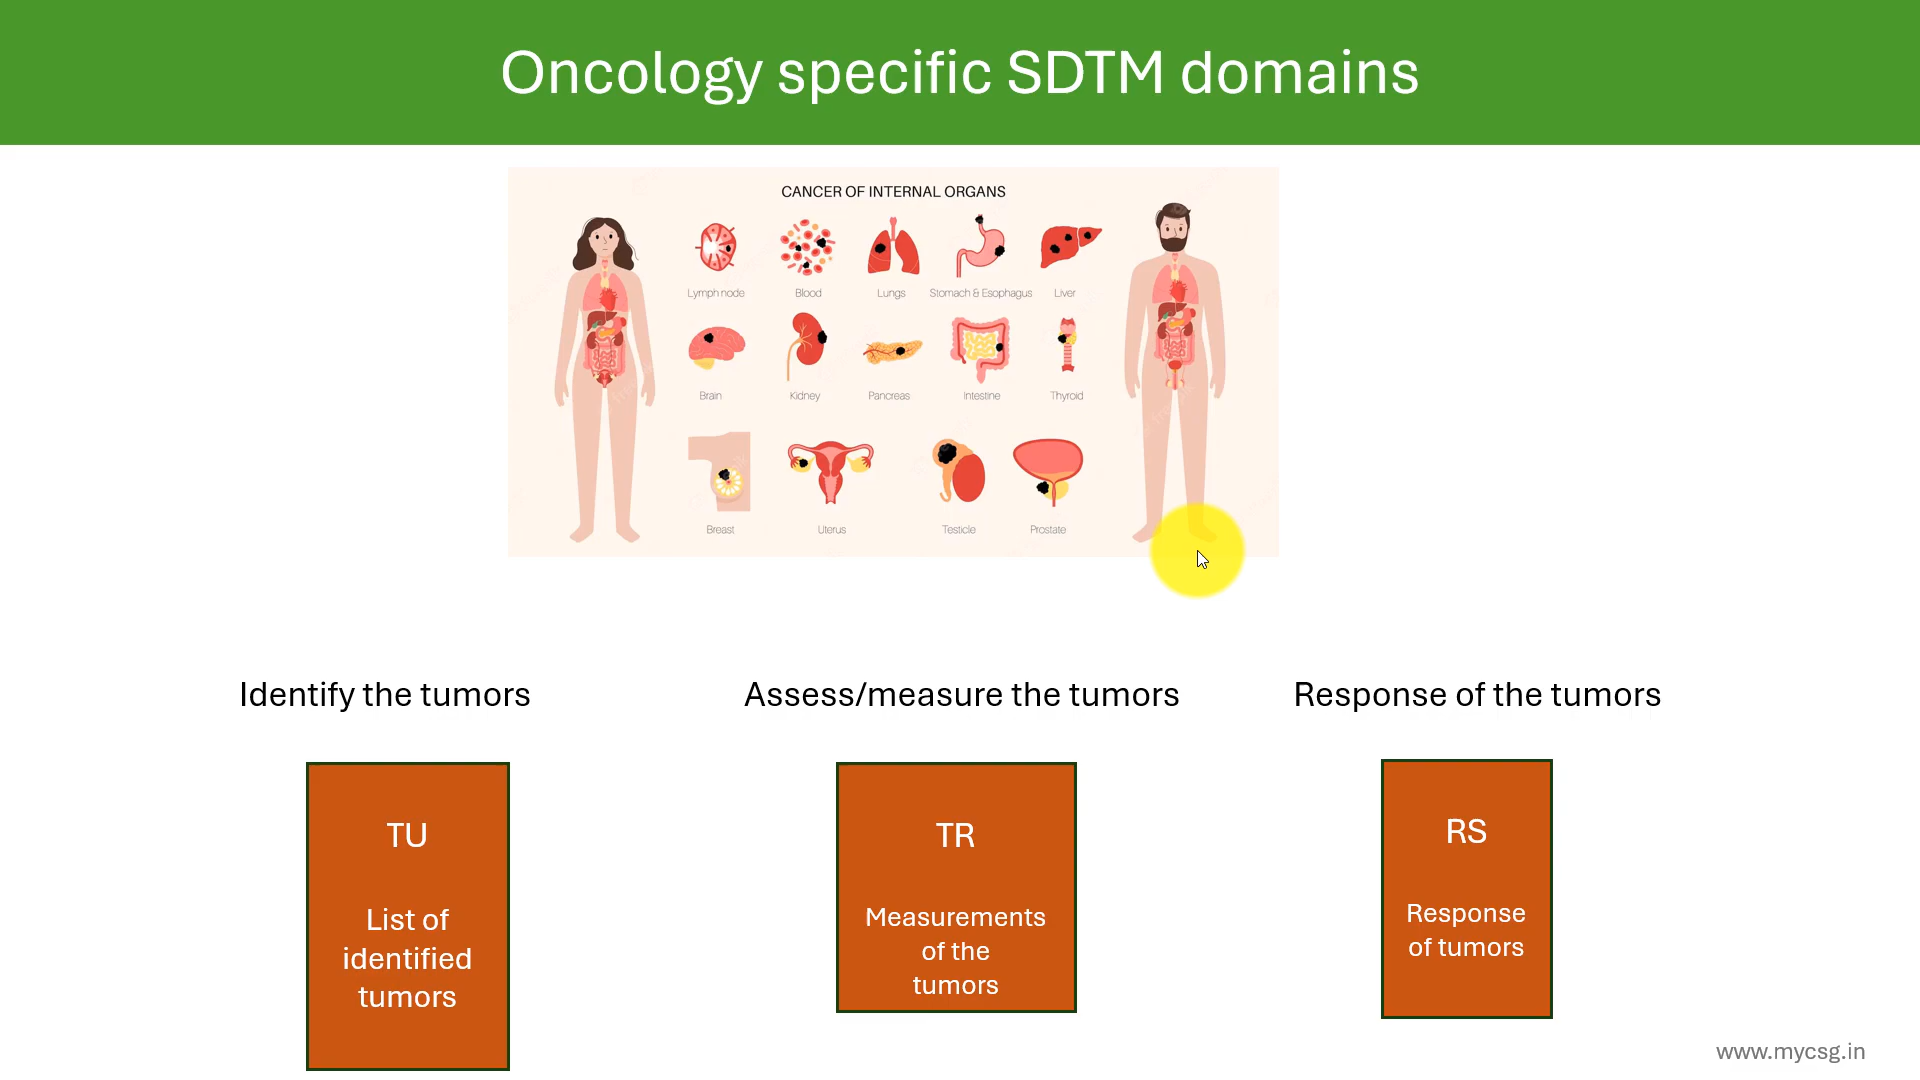 Oncology specific SDTM domains
CANCER OF INTERNAL ORGANS
Lymph node
Blood
Lungs
Stomach & Esophagus
Liver
Brain
Kidney
Pancreas
Intestine
Thyroid
Breast
Uterus
Testicle
Prostate
Identify the tumors
Assess/measure the tumors
Response of the tumors
TU
List of
identified
tumors
TR
Measurements
of the
tumors
RS
Response
of tumors
www.mycsg.in